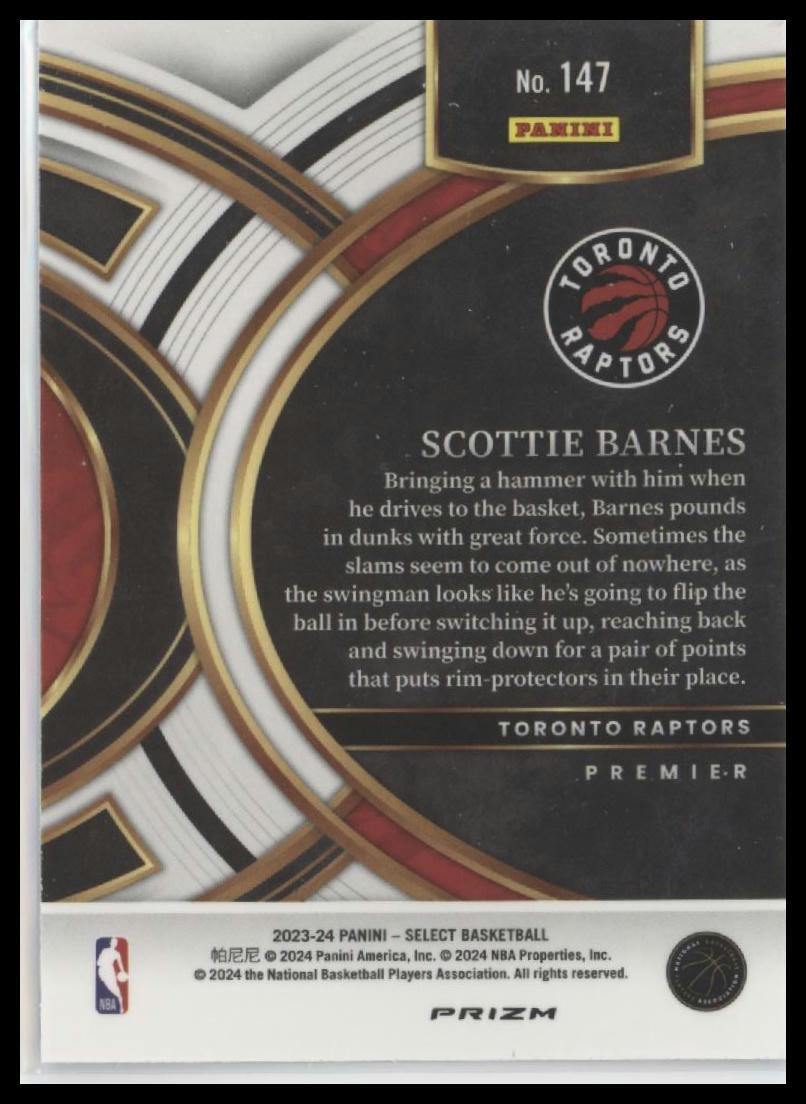 No. 147
PANINI
TORONTO
RAPTORS
SCOTTIE BARNES
Bringing a hammer with him when
he drives to the basket, Barnes pounds
in dunks with great force. Sometimes the
slams seem to come out of nowhere, as
the swingman looks like he's going to flip the
ball in before switching it up, reaching back
and swinging down for a pair of points
that puts rim-protectors in their place.
TORONTO RAPTORS
PREMIER
2023-24 PANINI – SELECT BASKETBALL
帕尼尼 © 2024 Panini America, Inc. © 2024 NBA Properties, Inc.
© 2024 the National Basketball Players Association. All rights reserved.
NBA
NATIONAL BASKETBALL
PLAYERS ASSOCIATION
PRIZM